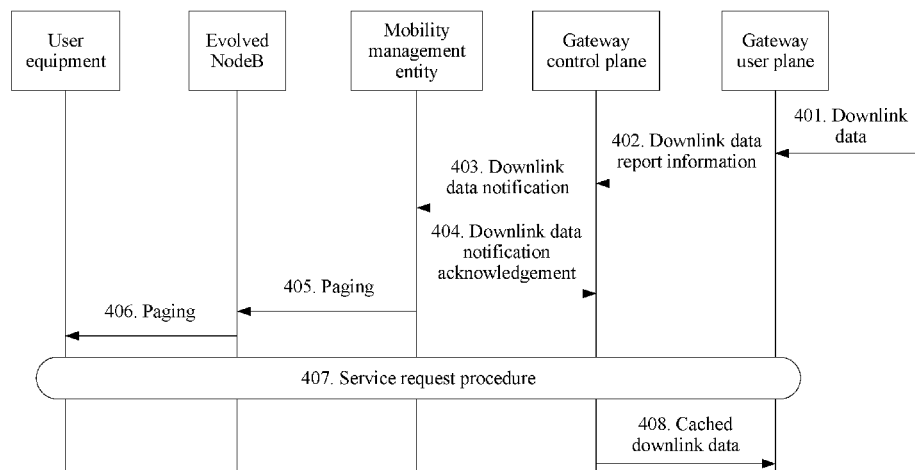 User
equipment
Evolved
NodeB
Mobility
management
entity
Gateway
control plane
Gateway
user plane
401. Downlink
data
402. Downlink data
report information
403. Downlink
data notification
404. Downlink data
notification
acknowledgement
405. Paging
406. Paging
407. Service request procedure
408. Cached
downlink data